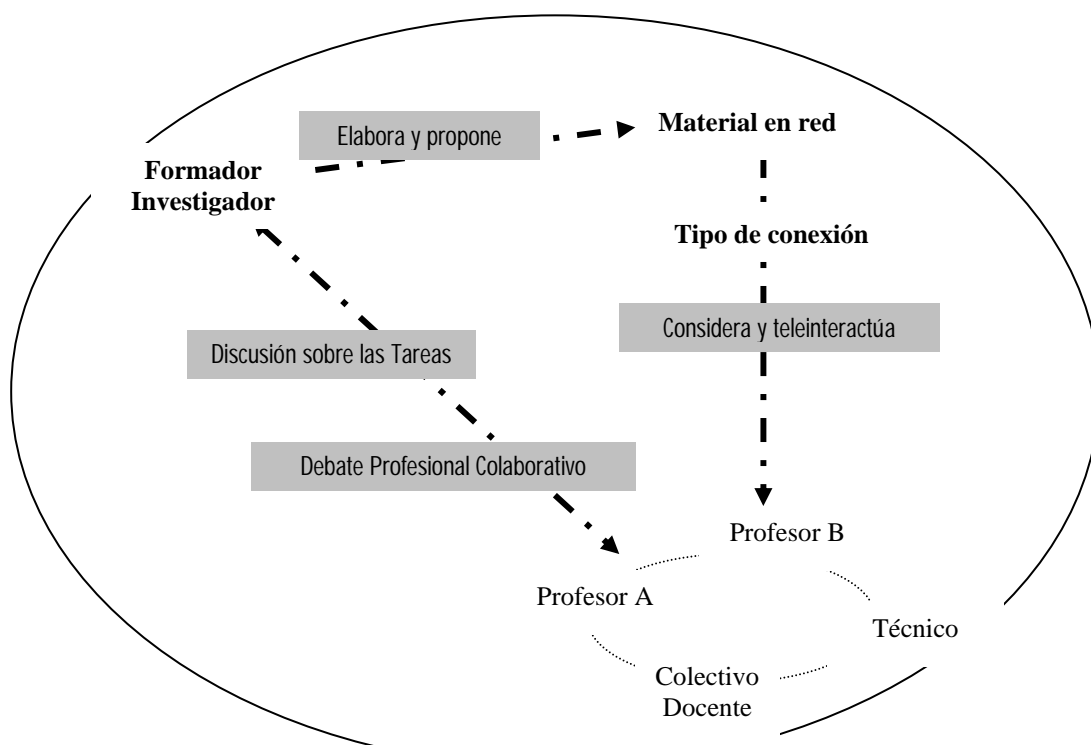 Elabora y propone
Material en red
Formador
Investigador
Tipo de conexión
Considera y teleinteractúa
Discusión sobre las Tareas
Debate Profesional Colaborativo
Profesor B
Profesor A
Técnico
Colectivo
Docente